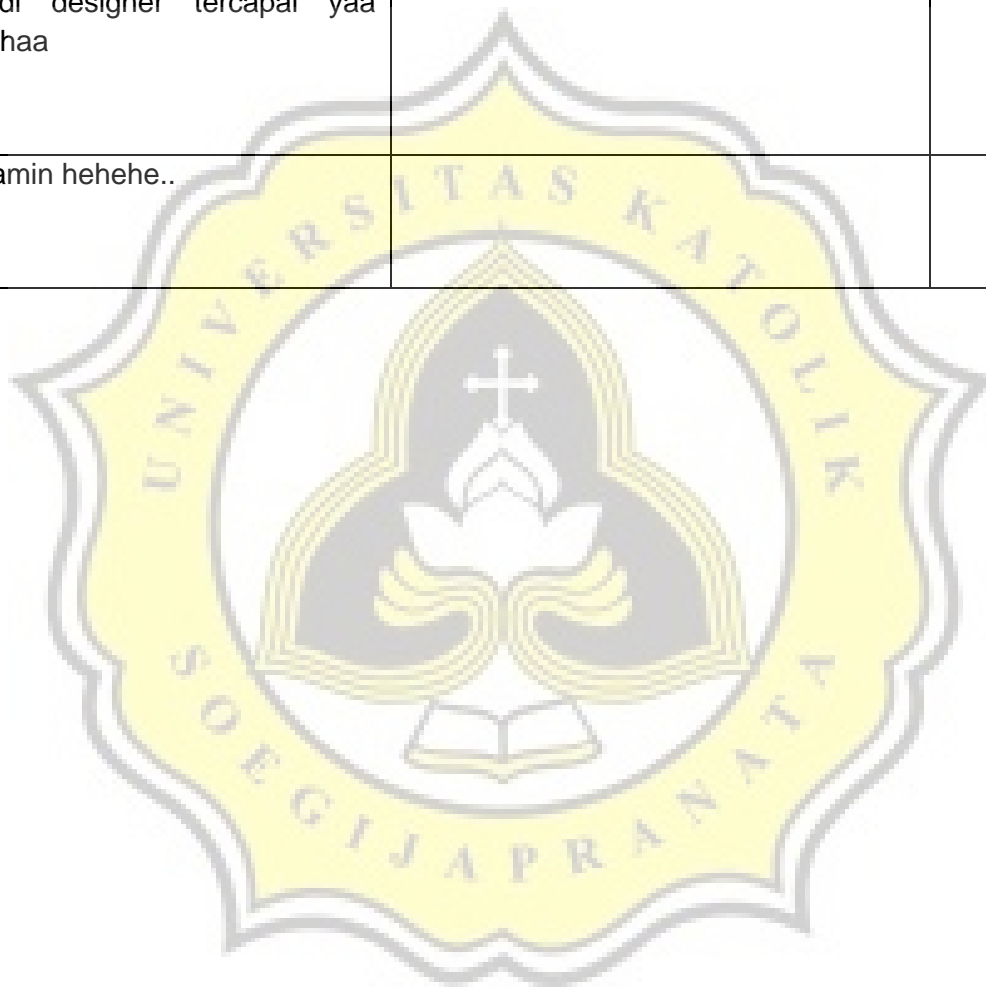 di designer tercapai yaa
haa
amin hehehe..
UNIVERSITAS KATOLIK
SOEGIJAPRANATA